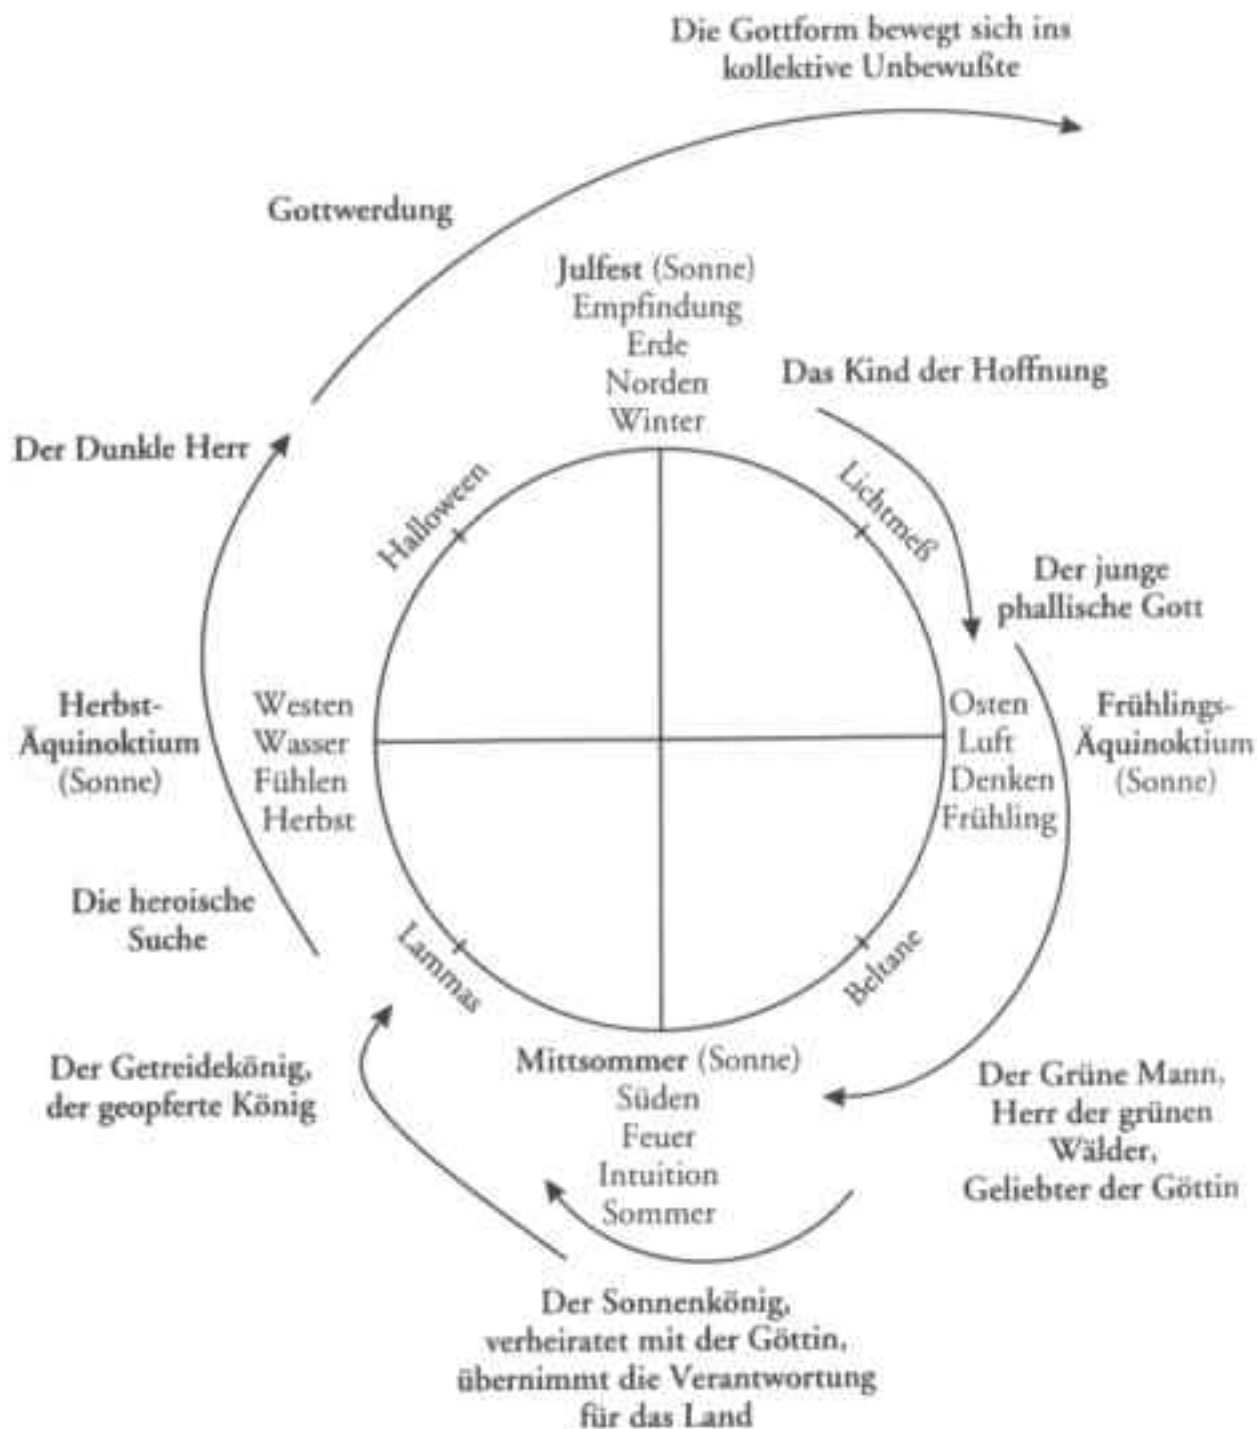 Die Gottform bewegt sich ins
kollektive Unbewußte
Gottwerdung
Julfest (Sonne)
Empfindung
Erde
Norden
Winter
Das Kind der Hoffnung
Der Dunkle Herr
Halloween
Lichtmeß
Der junge
phallische Gott
Herbst-
Äquinoktium
(Sonne)
Westen
Wasser
Fühlen
Herbst
Osten
Luft
Denken
Frühling
Frühlings-
Äquinoktium
(Sonne)
Die heroische
Suche
Lammas
Beltane
Der Getreidekönig,
der geopferte König
Mittsommer (Sonne)
Süden
Feuer
Intuition
Sommer
Der Grüne Mann,
Herr der grünen
Wälder,
Geliebter der Göttin
Der Sonnenkönig,
verheiratet mit der Göttin,
übernimmt die Verantwortung
für das Land